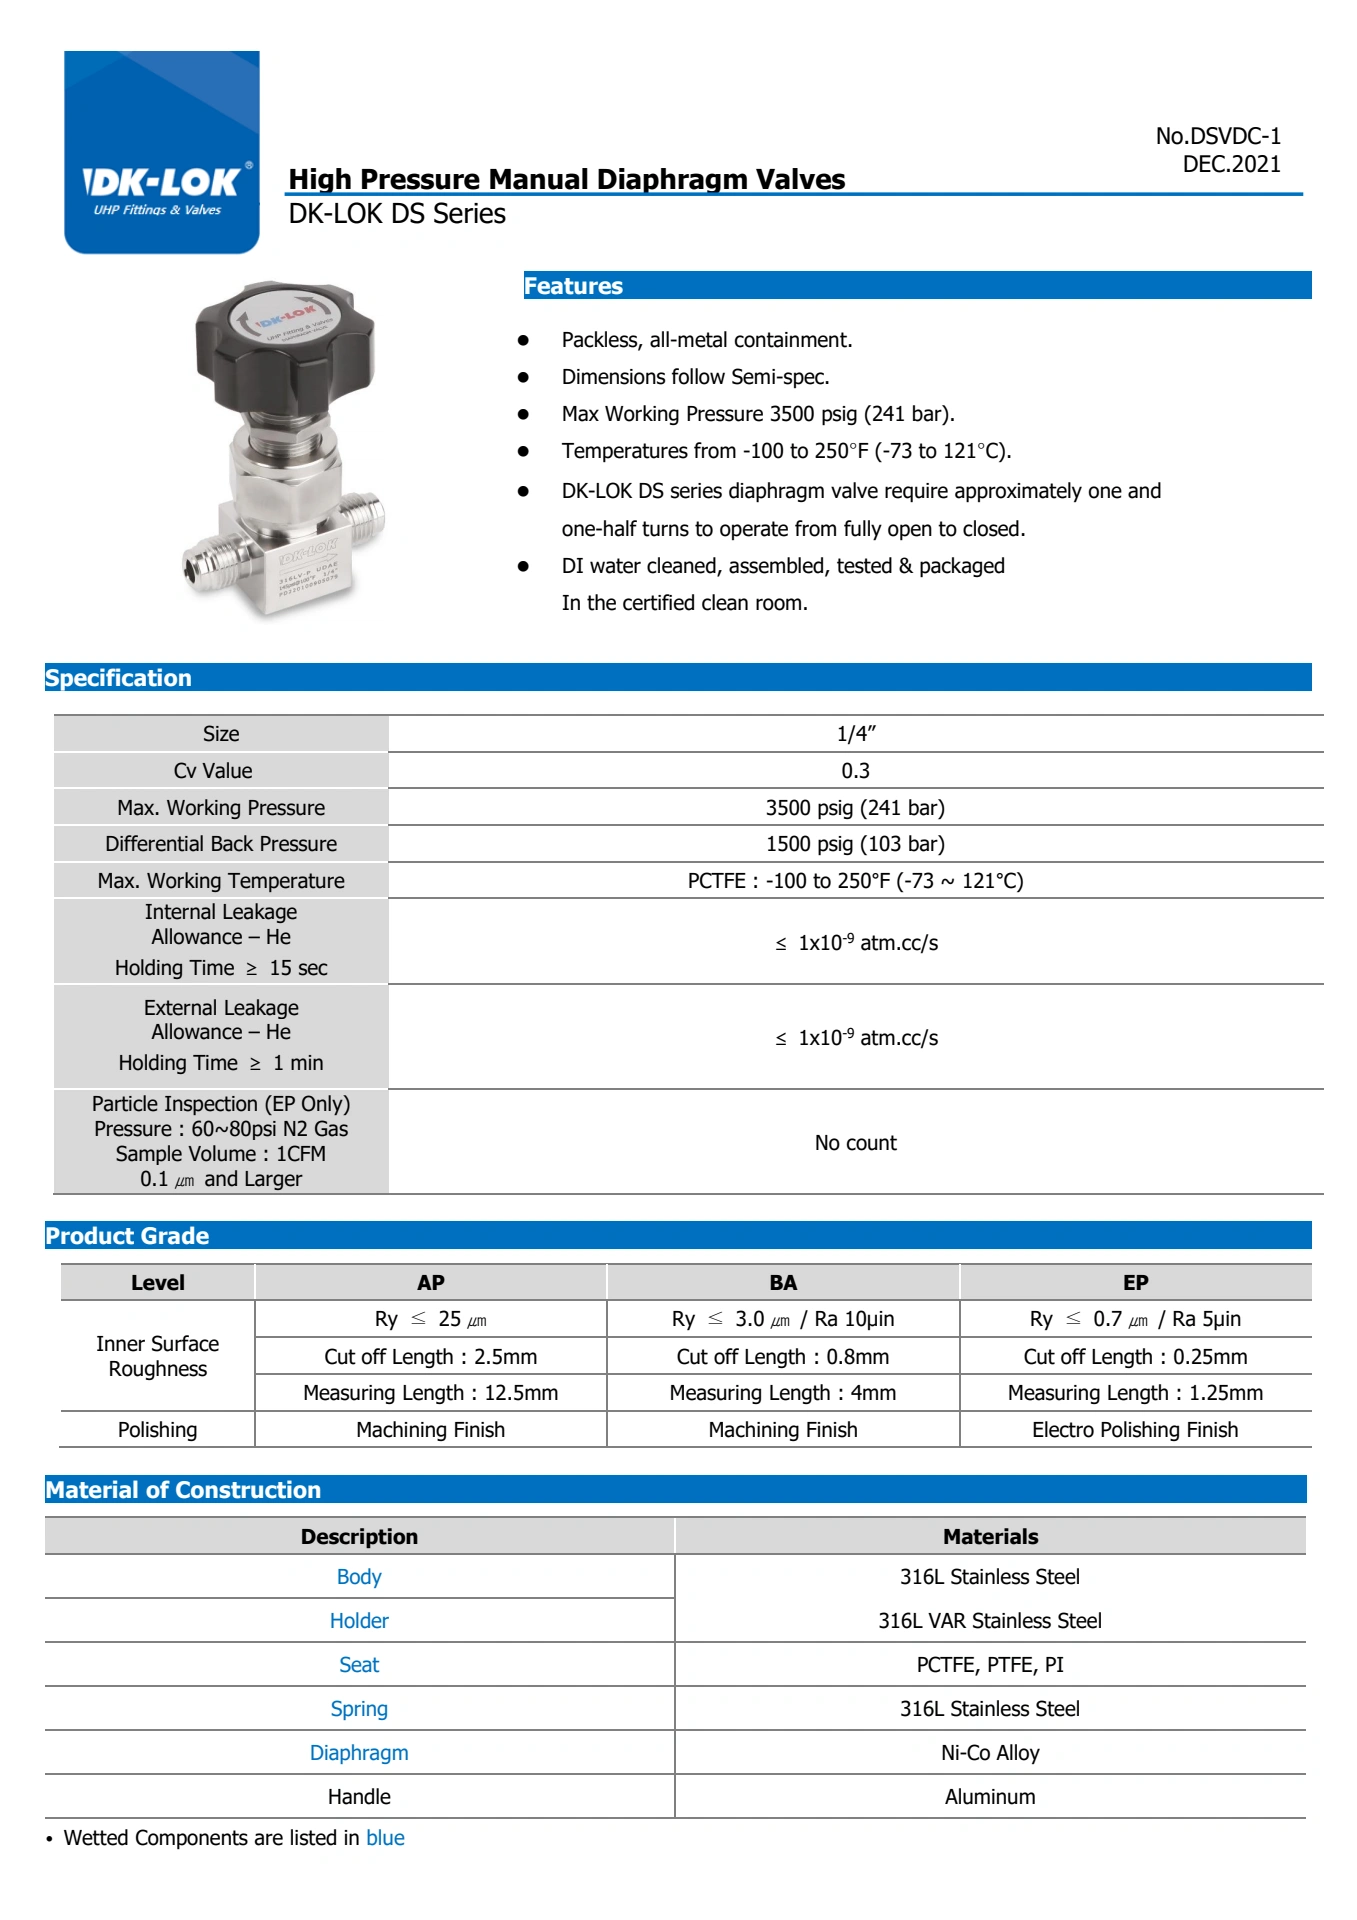 DK-LOK®
UHP Fittings & Valves
No.DSVDC-1
DEC.2021
High Pressure Manual Diaphragm Valves
DK-LOK DS Series
DK-LOK
UHP Fitting & Valves
DK-LOK
316LV-P UDAE
1/4"
Features
● Packless, all-metal containment.
● Dimensions follow Semi-spec.
● Max Working Pressure 3500 psig (241 bar).
● Temperatures from -100 to 250°F (-73 to 121°C).
● DK-LOK DS series diaphragm valve require approximately one and
one-half turns to operate from fully open to closed.
● DI water cleaned, assembled, tested & packaged
In the certified clean room.
Specification
Size 1/4”
Cv Value 0.3
Max. Working Pressure 3500 psig (241 bar)
Differential Back Pressure 1500 psig (103 bar)
Max. Working Temperature PCTFE : -100 to 250°F (-73 ~ 121°C)
Internal Leakage
Allowance – He
Holding Time ≥ 15 sec
≤ 1x10⁻⁹ atm.cc/s
External Leakage
Allowance – He
Holding Time ≥ 1 min
≤ 1x10⁻⁹ atm.cc/s
Particle Inspection (EP Only)
Pressure : 60~80psi N2 Gas
Sample Volume : 1CFM
0.1 ㎛ and Larger
No count
Product Grade
Level AP BA EP
Inner Surface
Roughness
Ry ≤ 25 ㎛ Ry ≤ 3.0 ㎛ / Ra 10µin Ry ≤ 0.7 ㎛ / Ra 5µin
Cut off Length : 2.5mm Cut off Length : 0.8mm Cut off Length : 0.25mm
Measuring Length : 12.5mm Measuring Length : 4mm Measuring Length : 1.25mm
Polishing Machining Finish Machining Finish Electro Polishing Finish
Material of Construction
Description Materials
Body 316L Stainless Steel
Holder 316L VAR Stainless Steel
Seat PCTFE, PTFE, PI
Spring 316L Stainless Steel
Diaphragm Ni-Co Alloy
Handle Aluminum
• Wetted Components are listed in blue